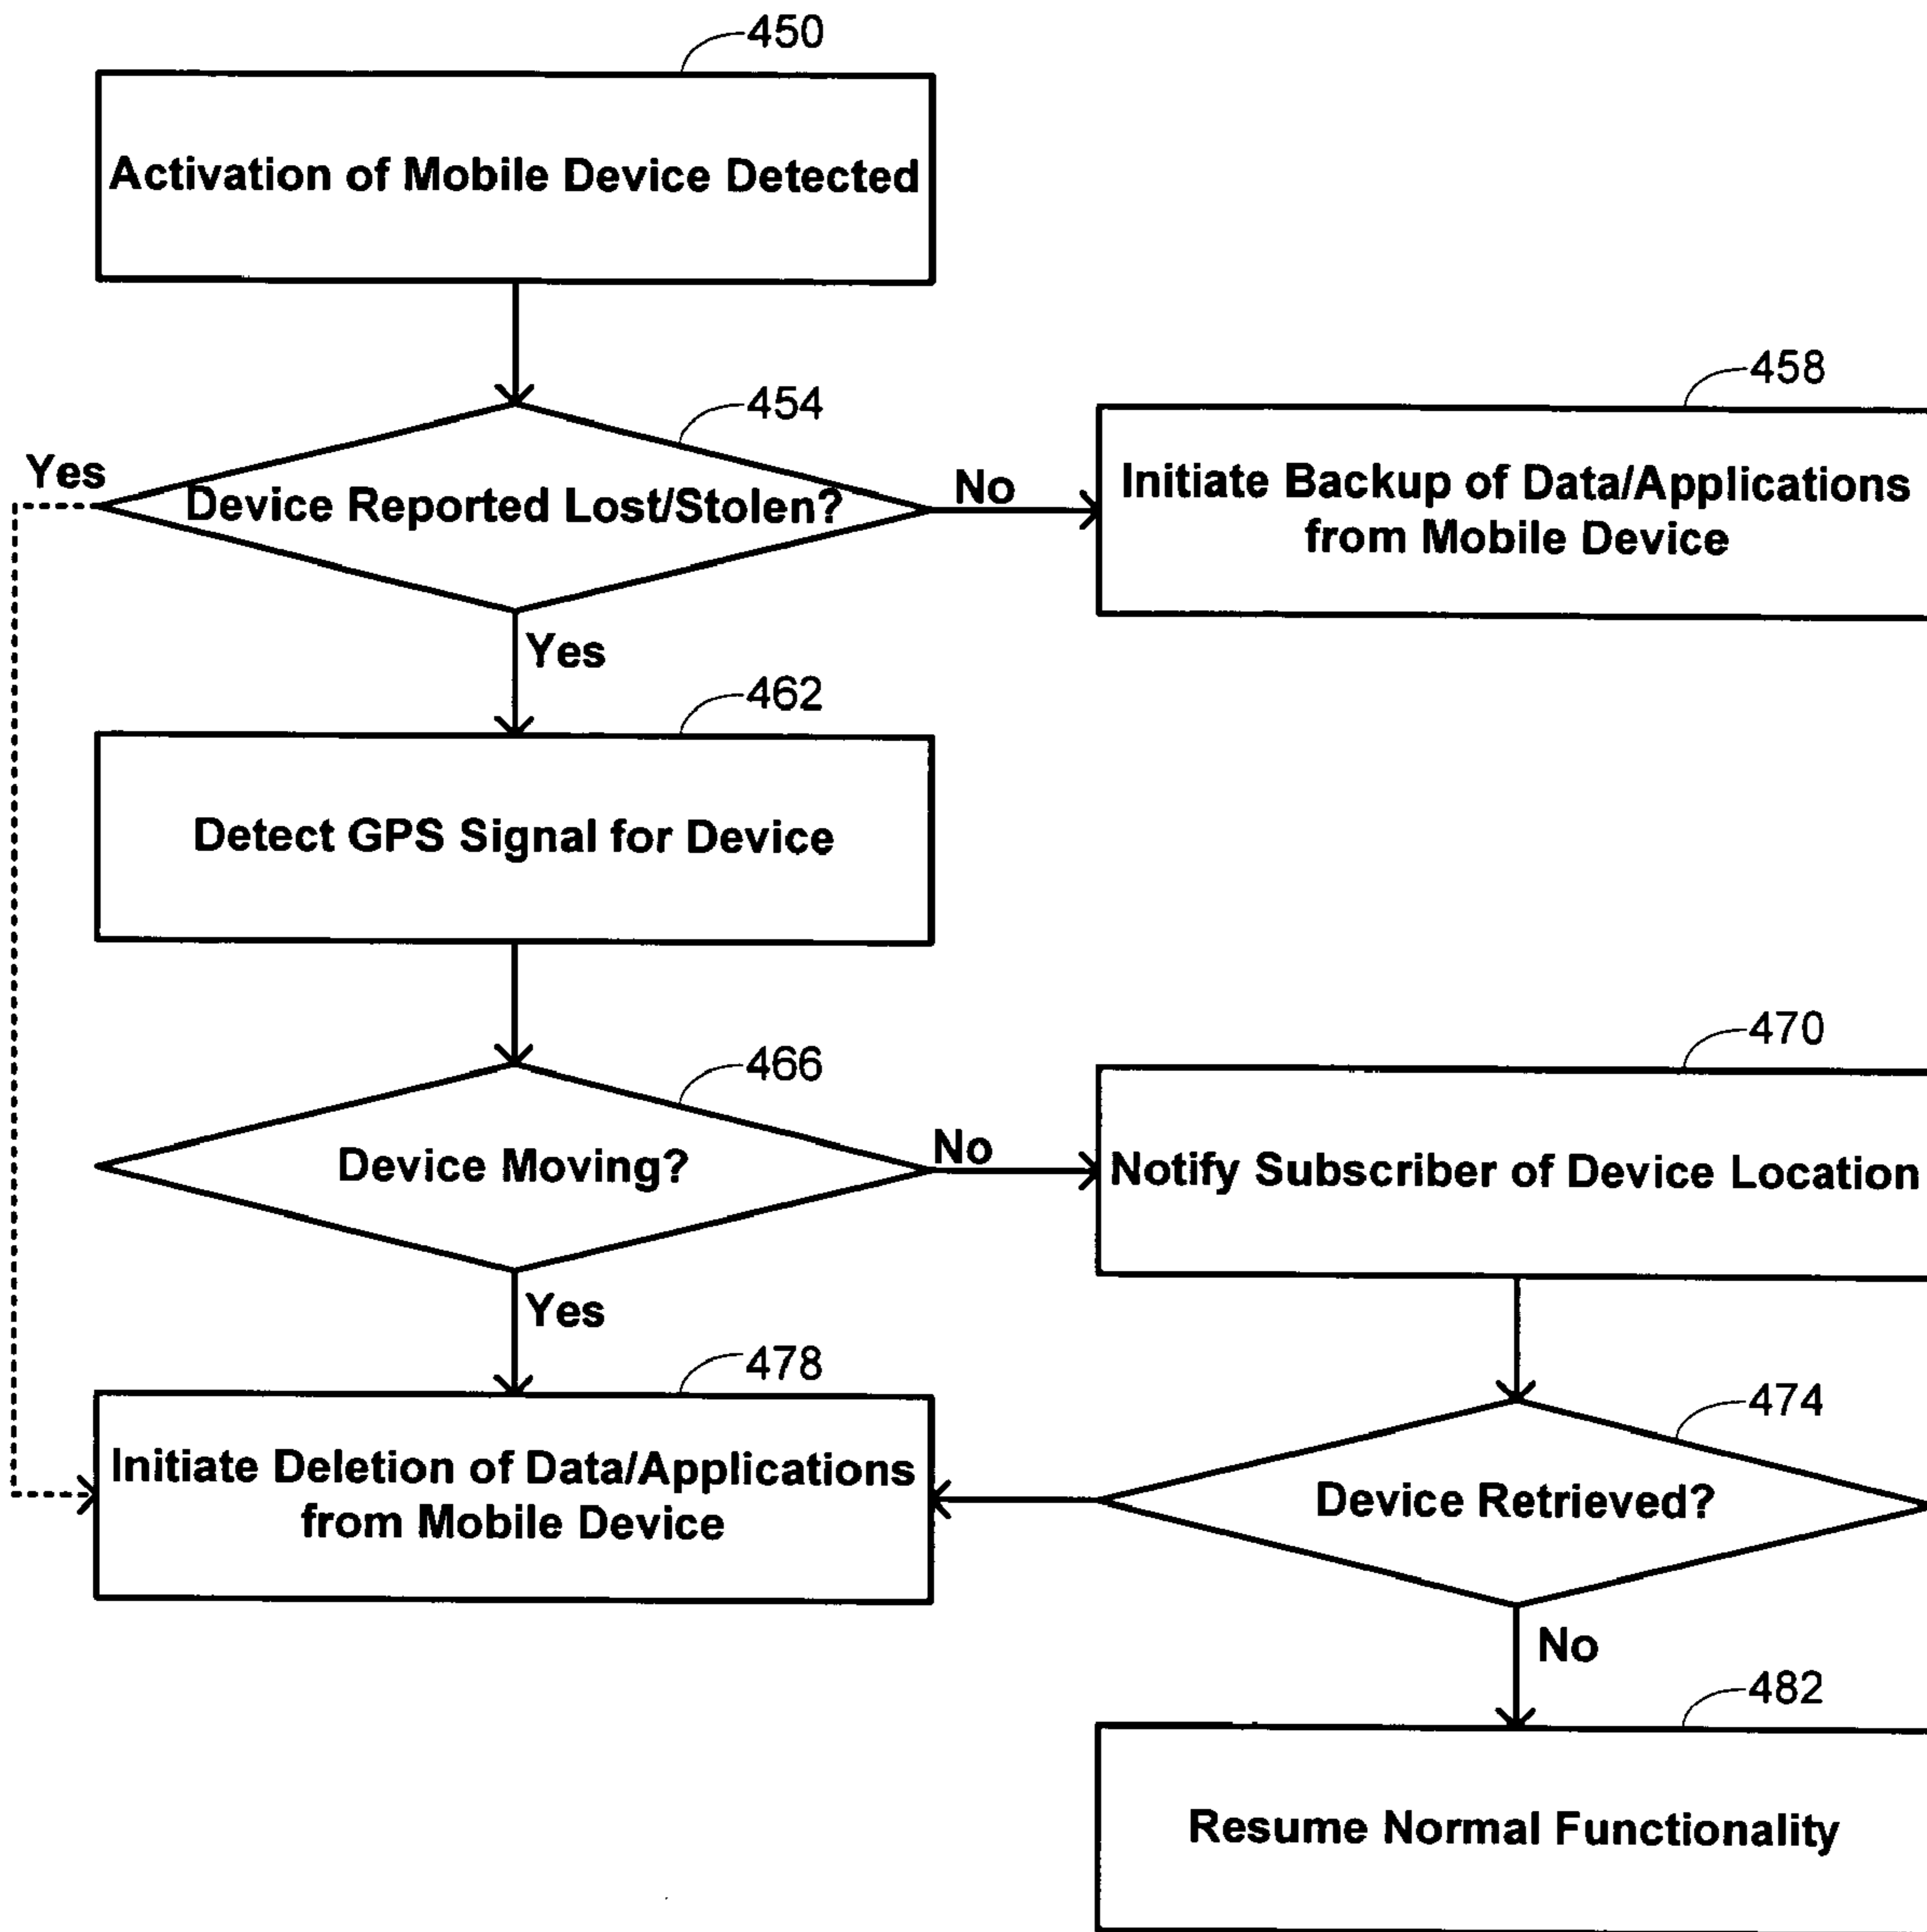 450
Activation of Mobile Device Detected
454
Yes
Device Reported Lost/Stolen?
No
458
Initiate Backup of Data/Applications
from Mobile Device
Yes
462
Detect GPS Signal for Device
466
Device Moving?
No
470
Notify Subscriber of Device Location
Yes
478
Initiate Deletion of Data/Applications
from Mobile Device
474
Device Retrieved?
No
482
Resume Normal Functionality